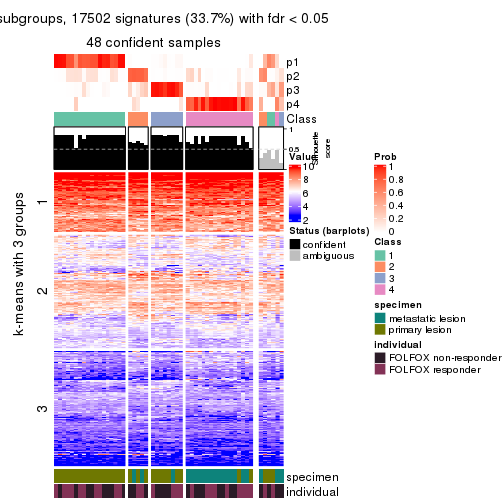 subgroups, 17502 signatures (33.7%) with fdr < 0.05
48 confident samples
p1
p2
p3
p4
Class
1
0.5
0
Silhouette
score
k-means with 3 groups
1
2
3
specimen
individual
Value
10
8
6
4
2
Status (barplots)
confident
ambiguous
Prob
1
0.8
0.6
0.4
0.2
0
Class
1
2
3
4
specimen
metastatic lesion
primary lesion
individual
FOLFOX non-responder
FOLFOX responder